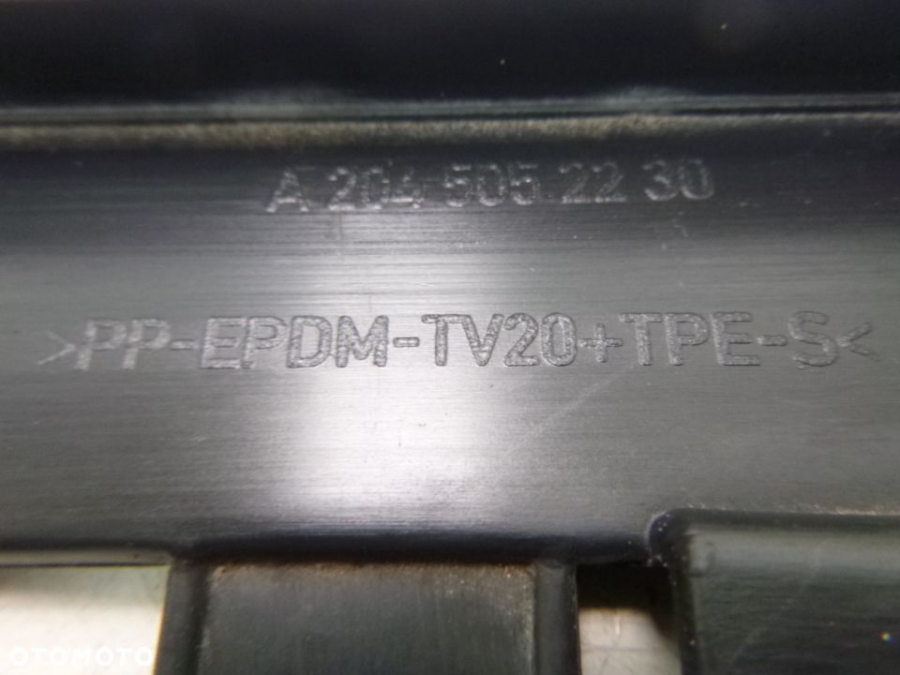 A 204 505 22 30
>PP-EPDM-TV20+TPE-S<
OTOMOTO